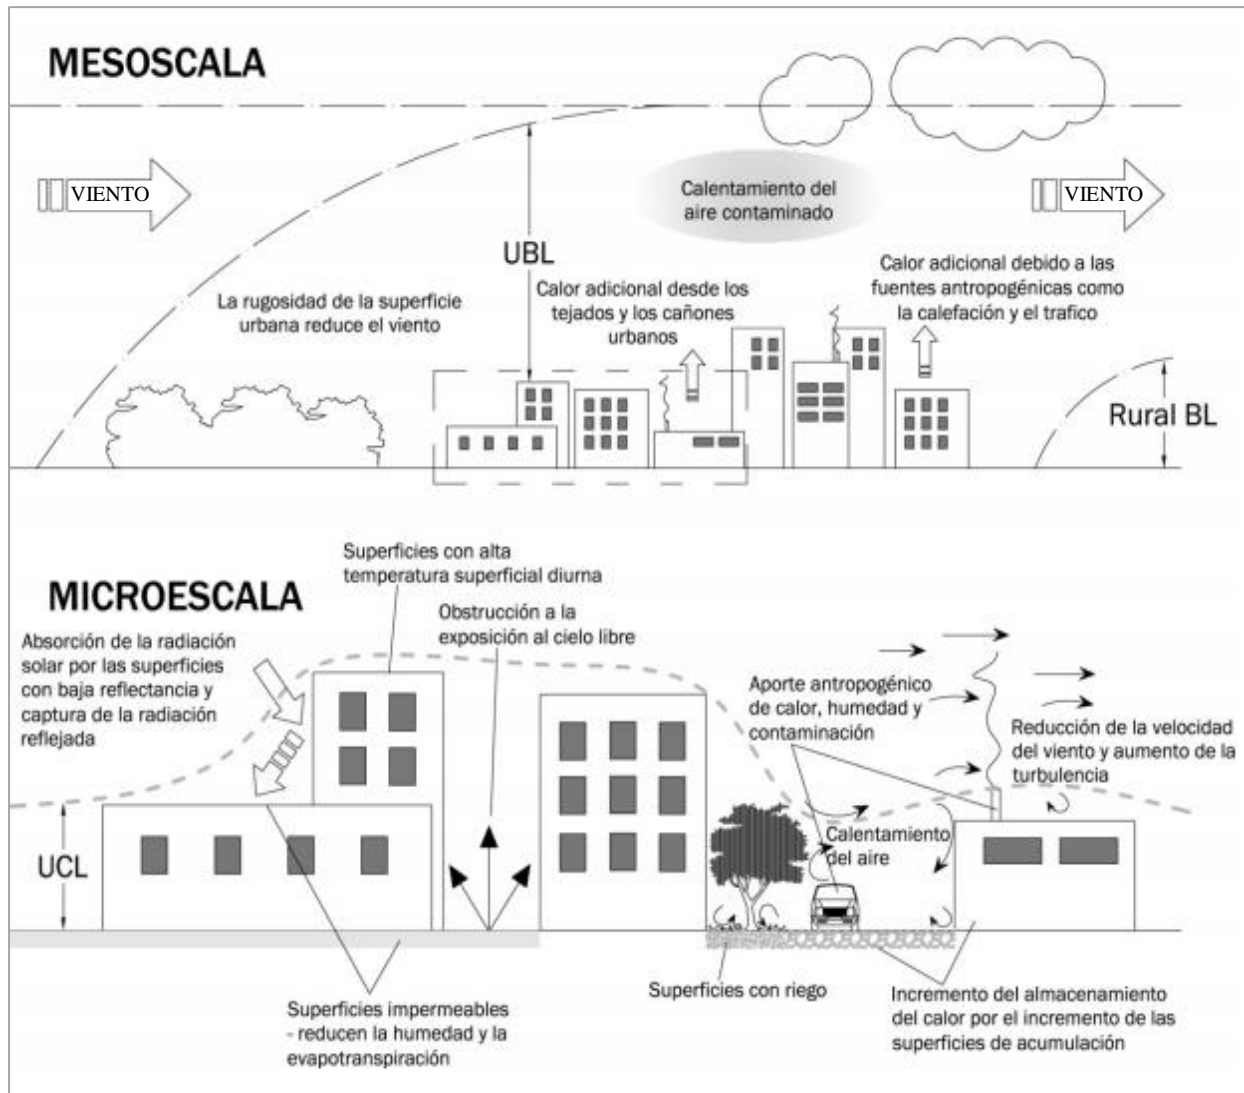 MESOSCALA
VIENTO
VIENTO
Calentamiento del
aire contaminado
UBL
La rugosidad de la superficie
urbana reduce el viento
Calor adicional desde los
tejados y los cañones
urbanos
Calor adicional debido a las
fuentes antropogénicas como
la calefación y el trafico
Rural BL
MICROESCALA
Superficies con alta
temperatura superficial diurna
Obstrucción a la
exposición al cielo libre
Absorción de la radiación
solar por las superficies
con baja reflectancia y
captura de la radiación
reflejada
Aporte antropogénico
de calor, humedad y
contaminación
Reducción de la velocidad
del viento y aumento de la
turbulencia
UCL
Calentamiento
del aire
Superficies impermeables
- reducen la humedad y la
evapotranspiración
Superficies con riego
Incremento del almacenamiento
del calor por el incremento de las
superficies de acumulación